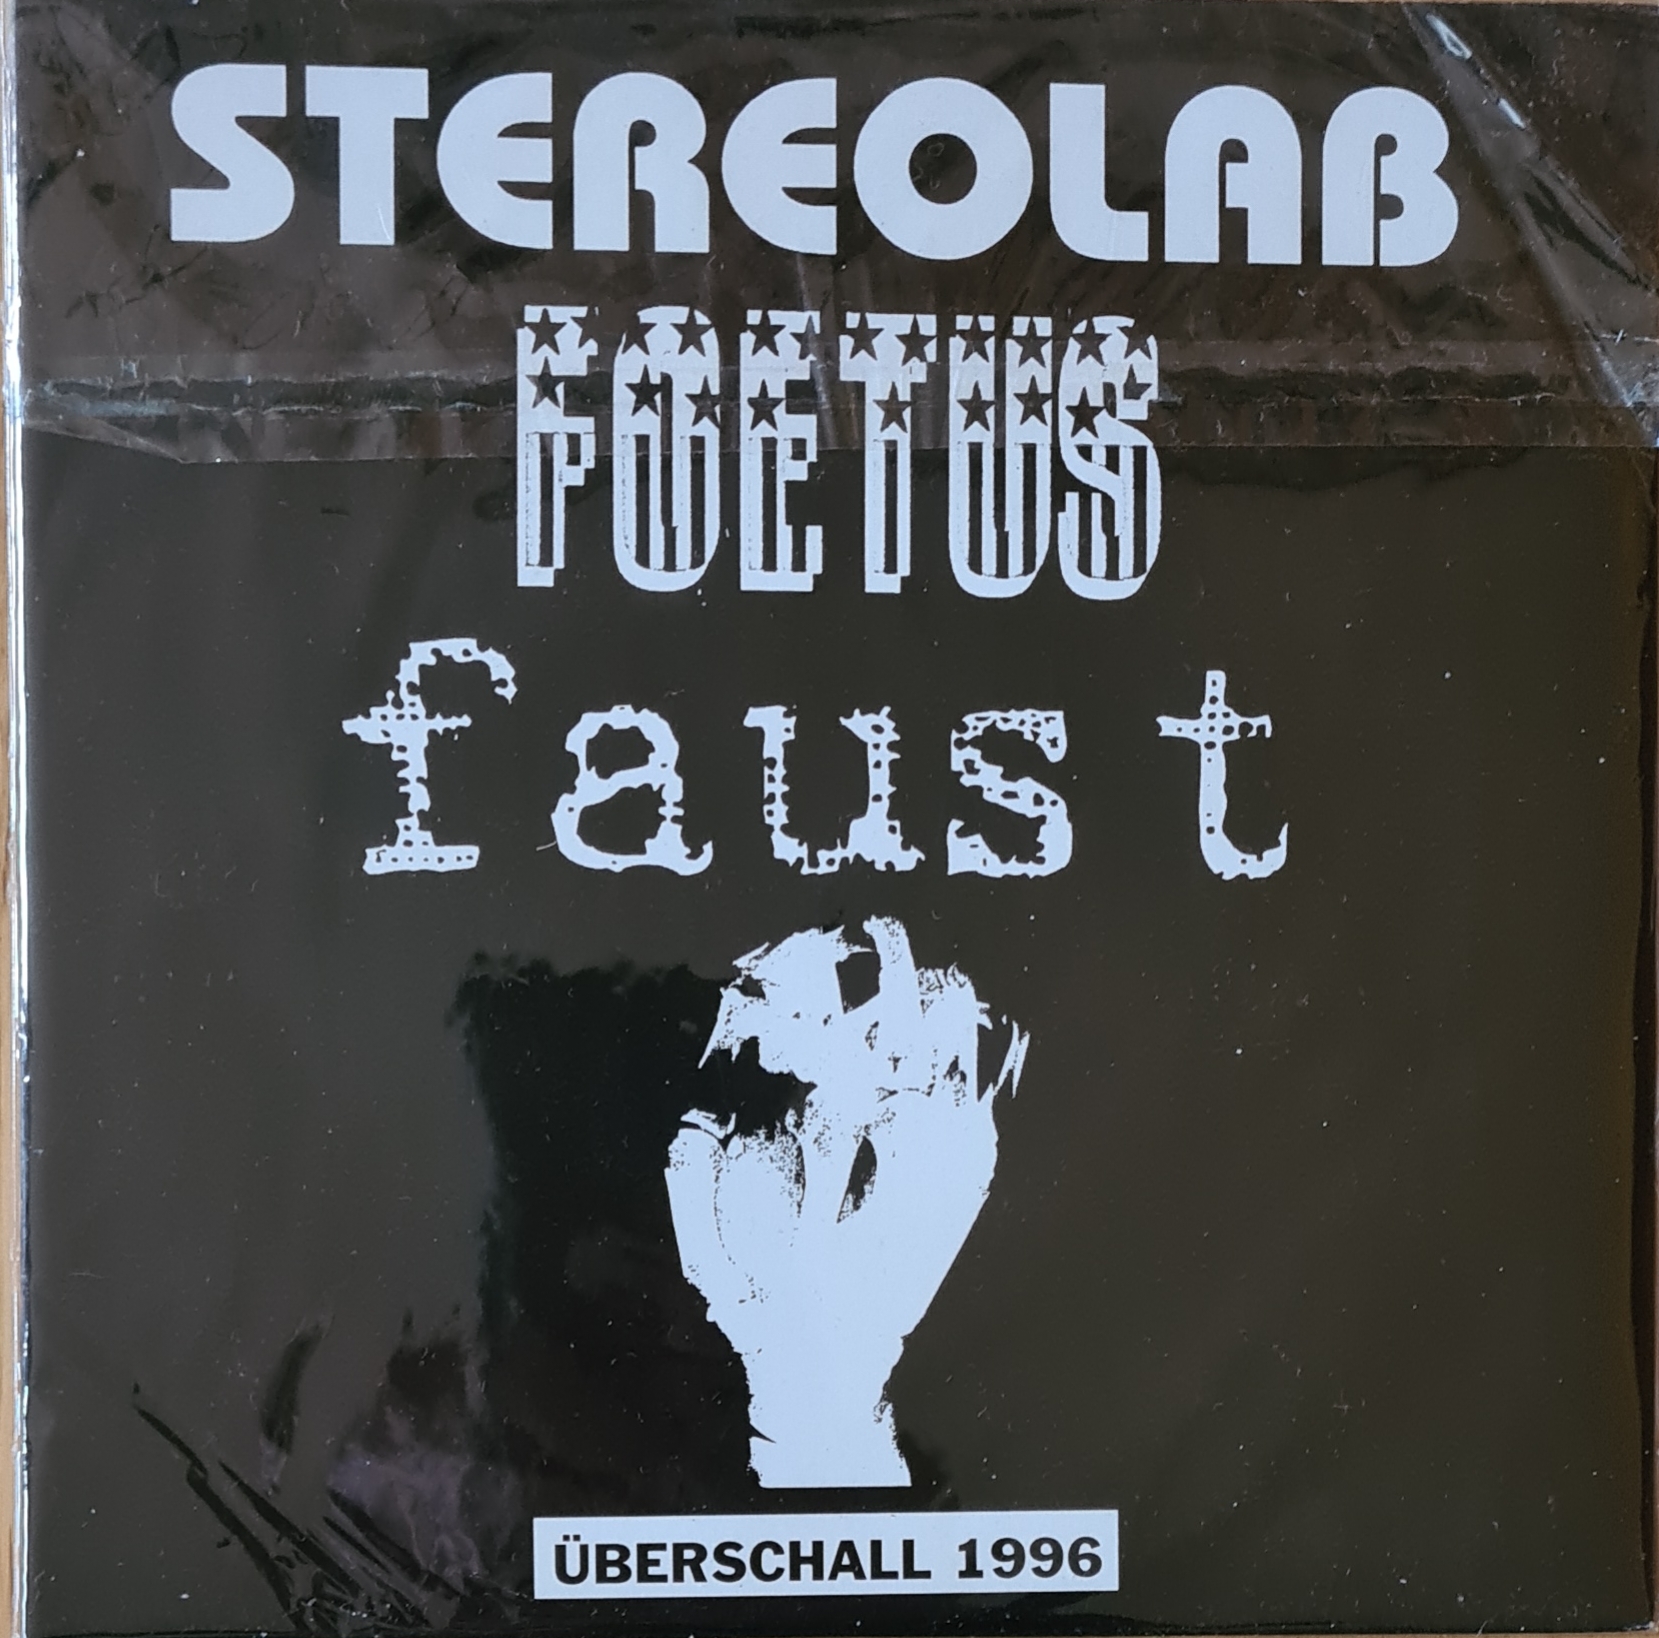 STEREOLAB
FOETUS
faust
ÜBERSCHALL 1996